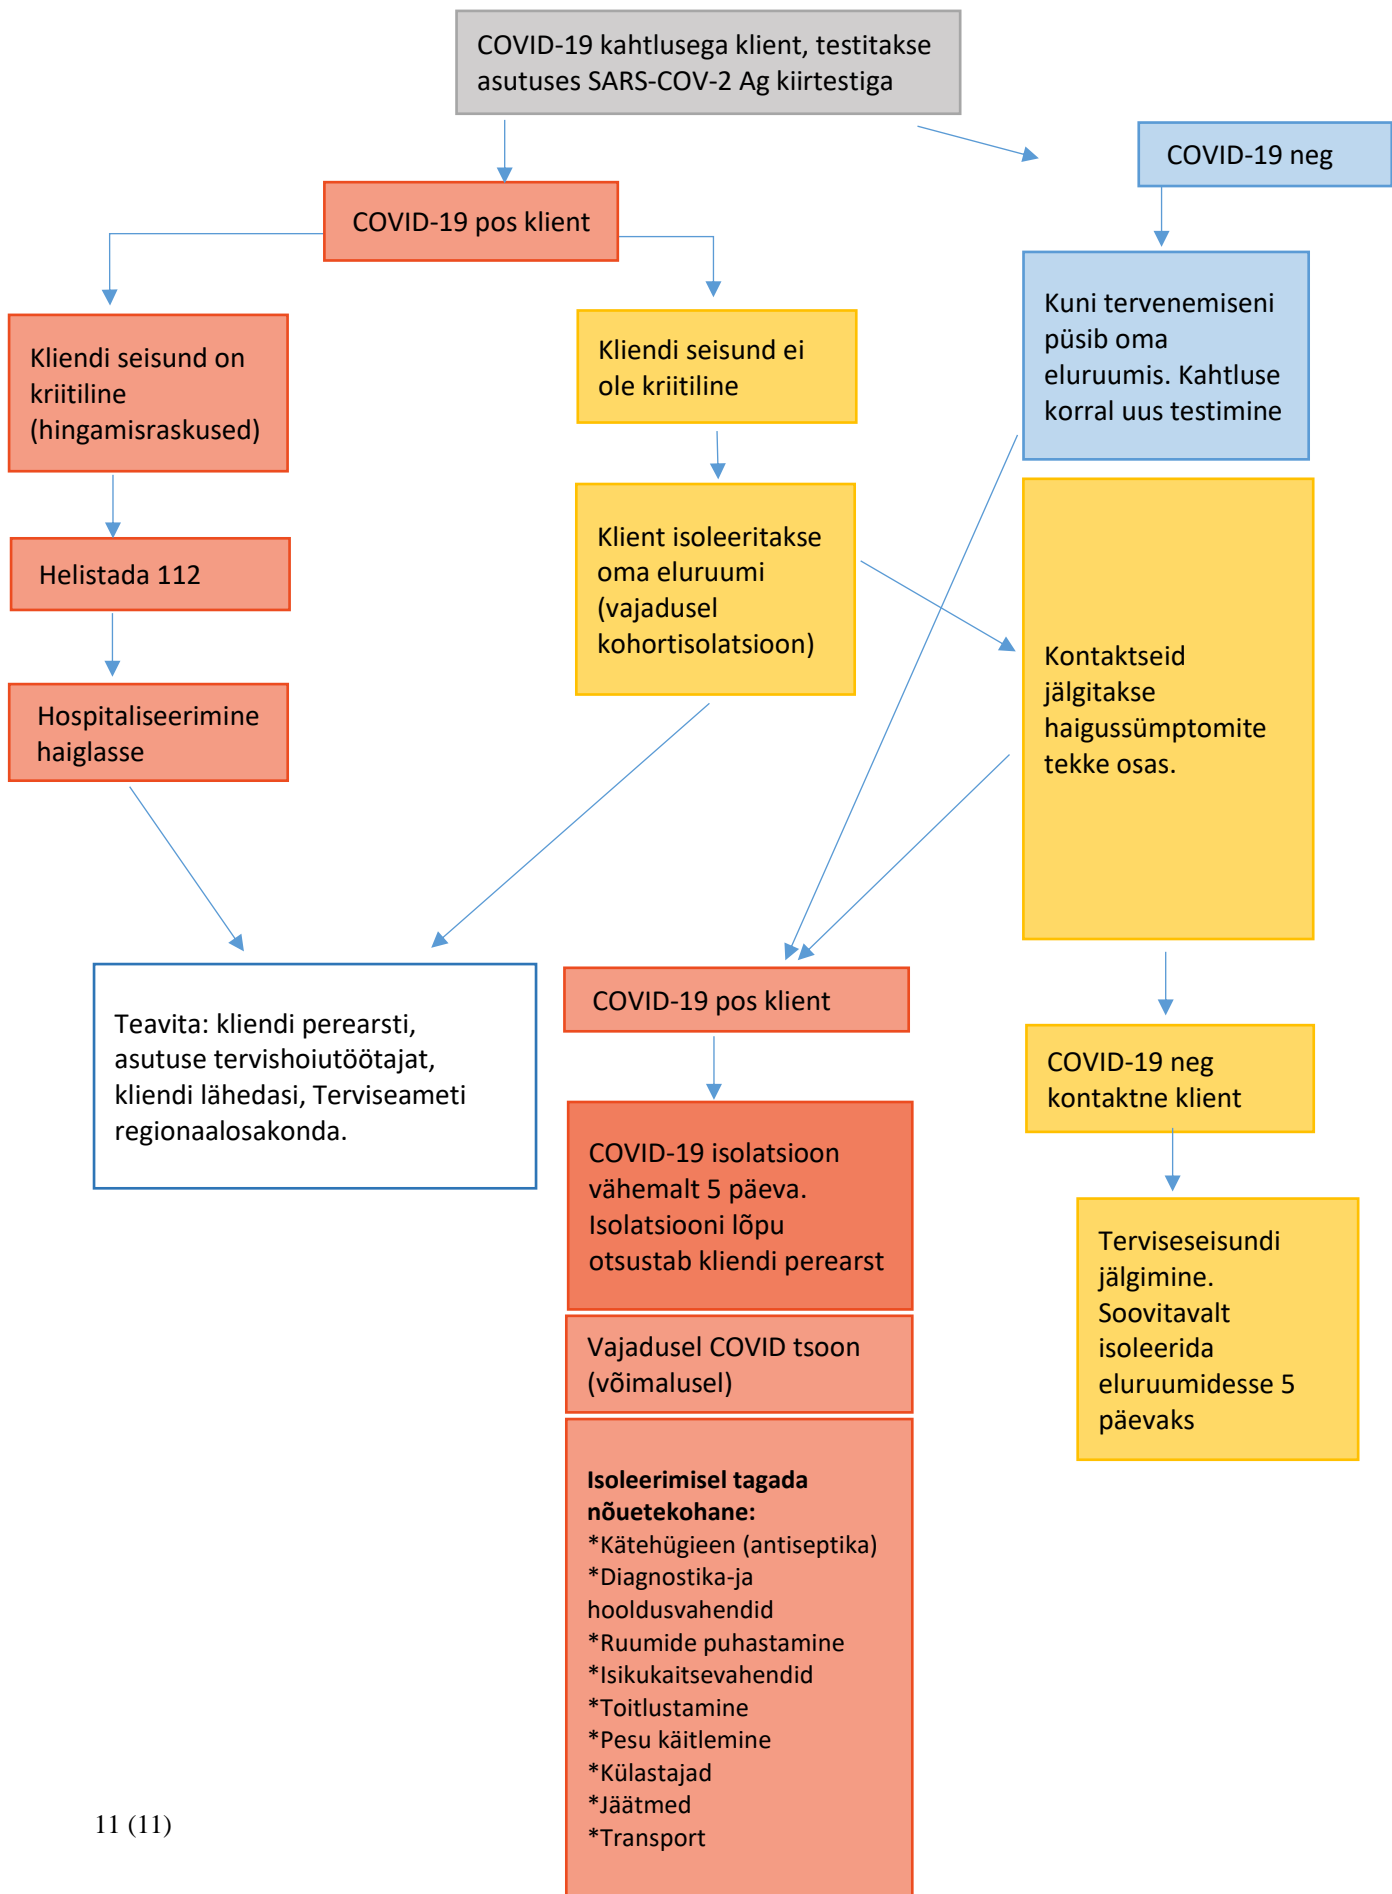 COVID-19 kahtlusega klient, testitakse
asutuses SARS-COV-2 Ag kiirtestiga
COVID-19 neg
COVID-19 pos klient
Kliendi seisund on
kriitiline
(hingamisraskused)
Kliendi seisund ei
ole kriitiline
Kuni tervenemiseni
püsib oma
eluruumis. Kahtluse
korral uus testimine
Helistada 112
Klient isoleeritakse
oma eluruumi
(vajadusel
kohortisolatsioon)
Kontaktseid
jälgitakse
haigussümptomite
tekke osas.
Hospitaliseerimine
haiglasse
Teavita: kliendi perearsti,
asutuse tervishoiutöötajat,
kliendi lähedasi, Terviseameti
regionaalosakonda.
COVID-19 pos klient
COVID-19 neg
kontaktne klient
COVID-19 isolatsioon
vähemalt 5 päeva.
Isolatsiooni lõpu
otsustab kliendi perearst
Terviseseisundi
jälgimine.
Soovitavalt
isoleerida
eluruumidesse 5
päevaks
Vajadusel COVID tsoon
(võimalusel)
Isoleerimisel tagada
nõuetekohane:
*Kätehügieen (antiseptika)
*Diagnostika-ja
hooldusvahendid
*Ruumide puhastamine
*Isikukaitsevahendid
*Toitlustamine
*Pesu käitlemine
*Külastajad
*Jäätmed
*Transport
11 (11)